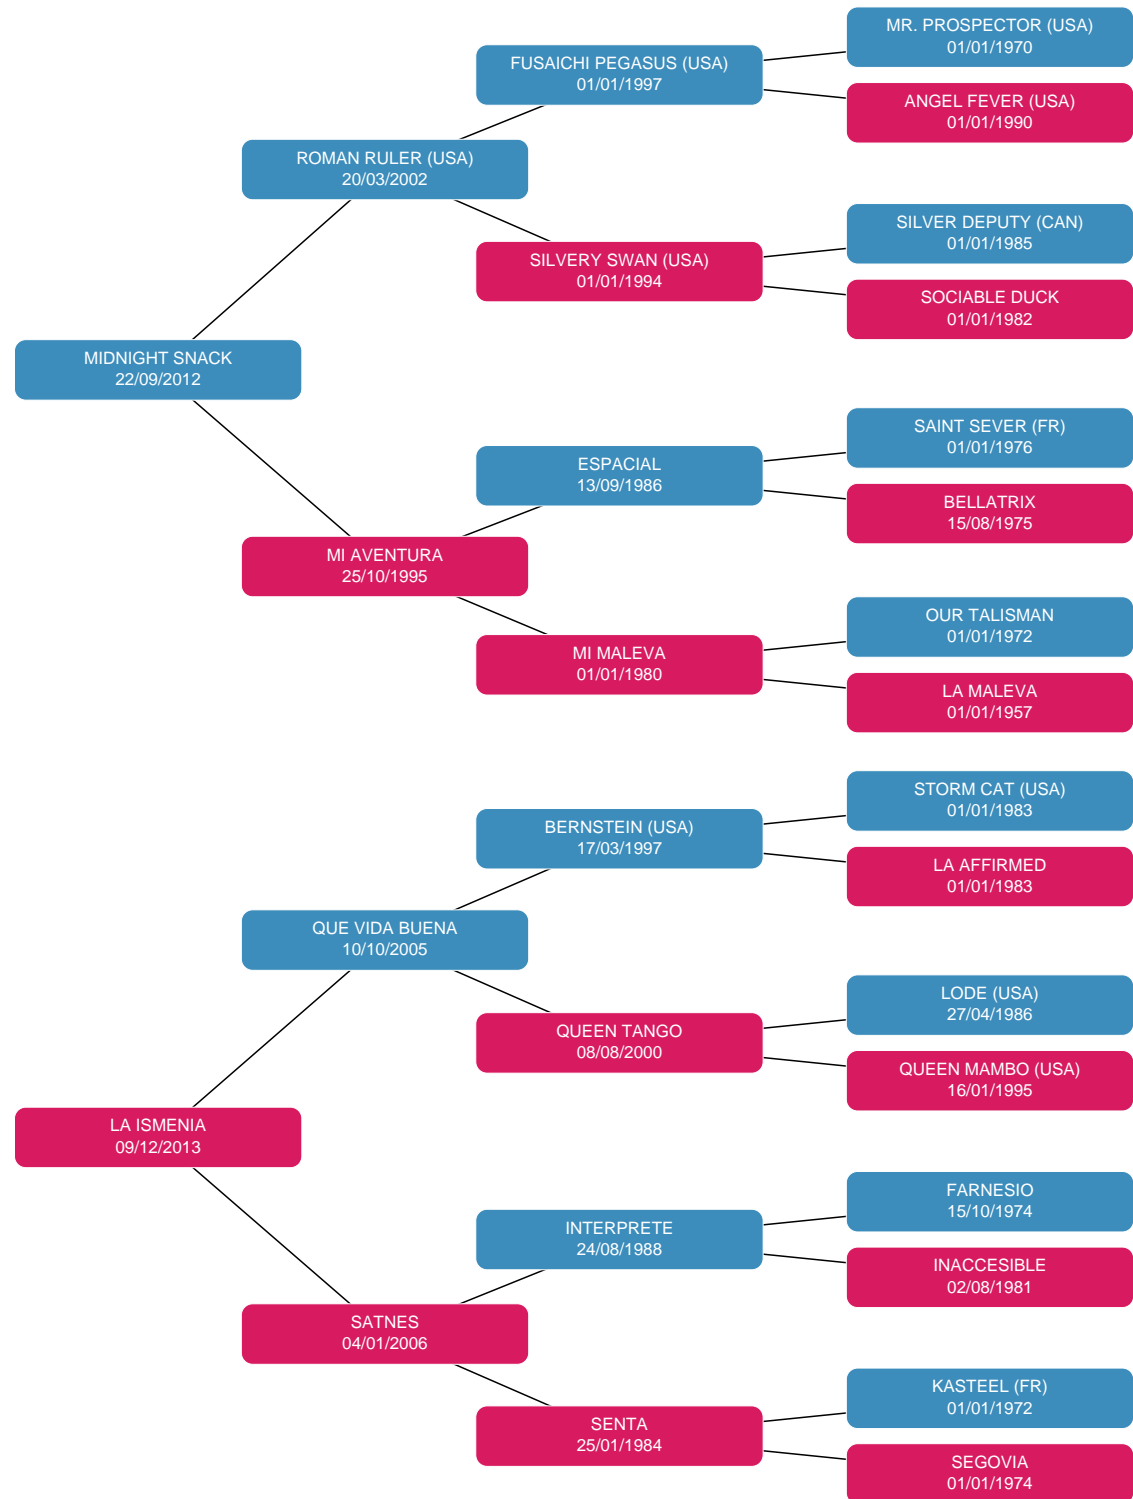 MR. PROSPECTOR (USA)
01/01/1970
FUSAICHI PEGASUS (USA)
01/01/1997
ANGEL FEVER (USA)
01/01/1990
ROMAN RULER (USA)
20/03/2002
SILVER DEPUTY (CAN)
01/01/1985
SILVERY SWAN (USA)
01/01/1994
SOCIABLE DUCK
01/01/1982
MIDNIGHT SNACK
22/09/2012
SAINT SEVER (FR)
01/01/1976
ESPACIAL
13/09/1986
BELLATRIX
15/08/1975
MI AVENTURA
25/10/1995
OUR TALISMAN
01/01/1972
MI MALEVA
01/01/1980
LA MALEVA
01/01/1957
STORM CAT (USA)
01/01/1983
BERNSTEIN (USA)
17/03/1997
LA AFFIRMED
01/01/1983
QUE VIDA BUENA
10/10/2005
LODE (USA)
27/04/1986
QUEEN TANGO
08/08/2000
QUEEN MAMBO (USA)
16/01/1995
LA ISMENIA
09/12/2013
FARNESIO
15/10/1974
INTERPRETE
24/08/1988
INACCESIBLE
02/08/1981
SATNES
04/01/2006
KASTEEL (FR)
01/01/1972
SENTA
25/01/1984
SEGOVIA
01/01/1974